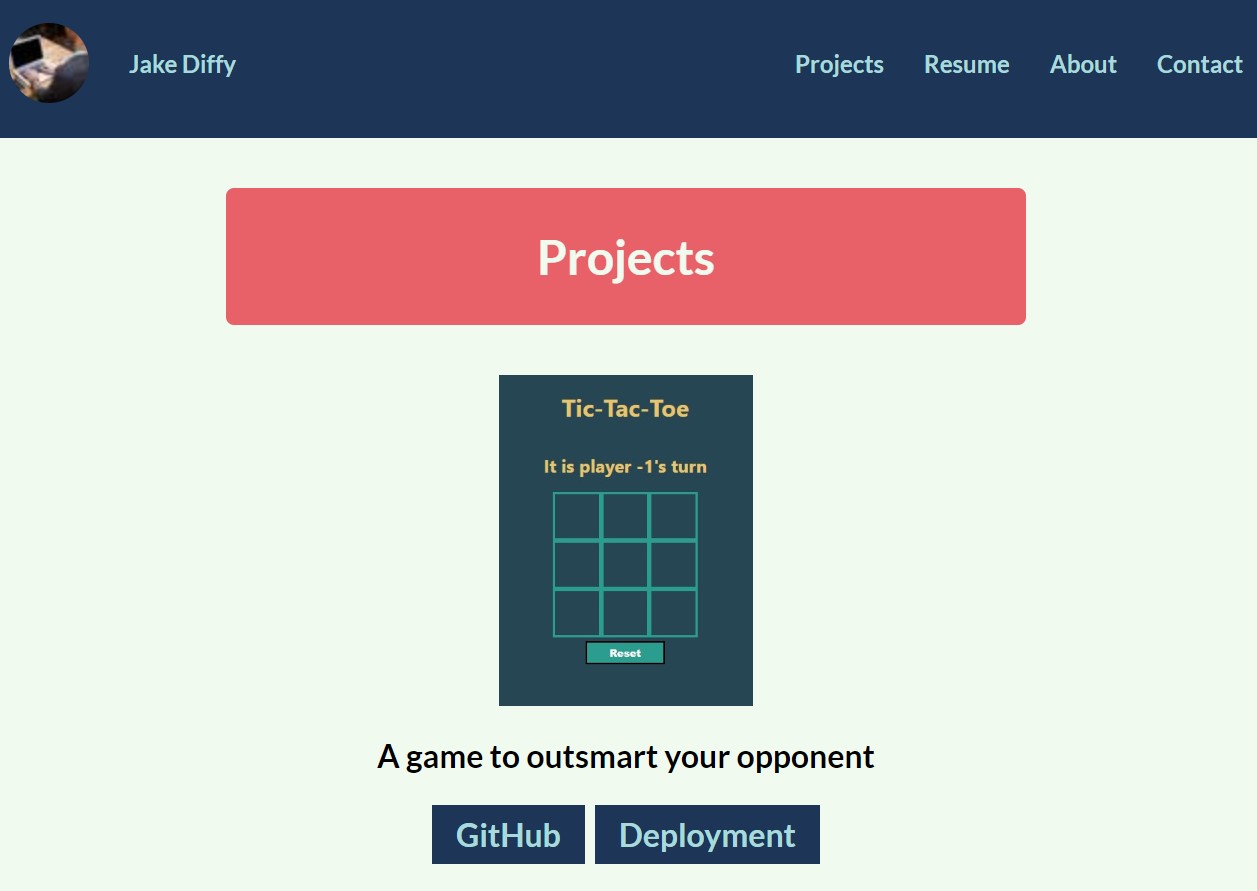 Jake Diffy
Projects Resume About Contact
Projects
Tic-Tac-Toe
It is player -1's turn
Reset
A game to outsmart your opponent
GitHub Deployment